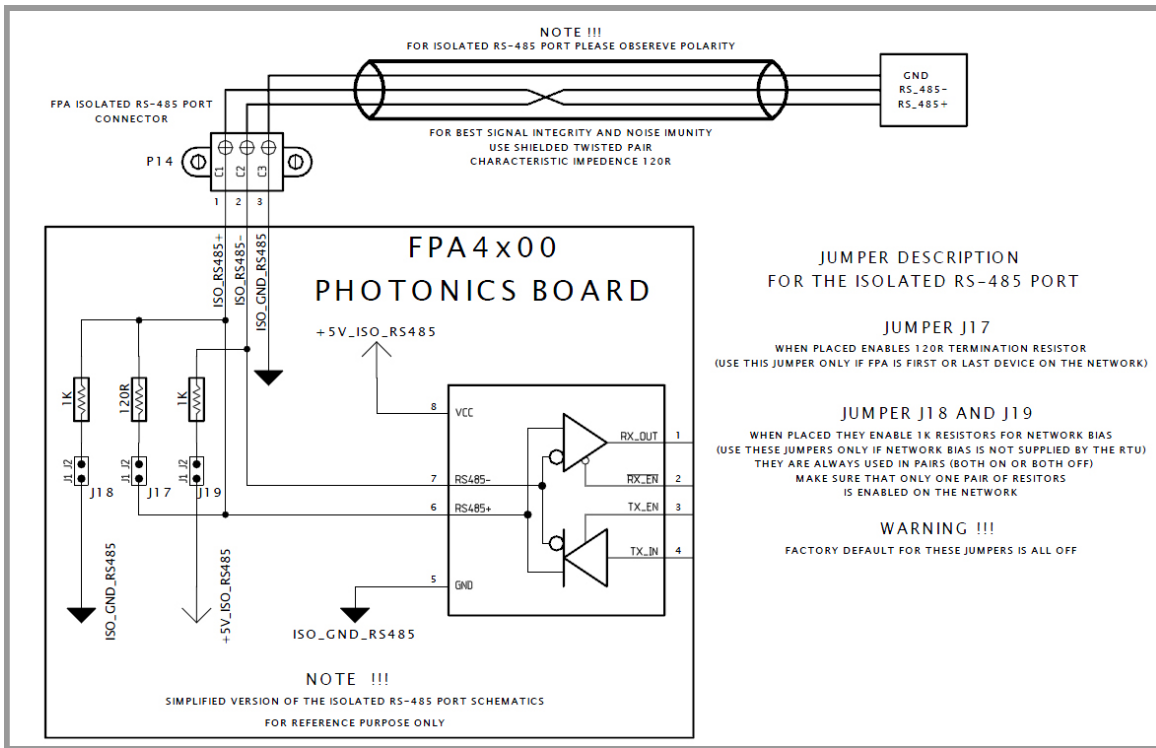 NOTE !!!
FOR ISOLATED RS-485 PORT PLEASE OBSEREVE POLARITY
GND
RS_485-
RS_485+
FPA ISOLATED RS-485 PORT
CONNECTOR
FOR BEST SIGNAL INTEGRITY AND NOISE IMUNITY
USE SHIELDED TWISTED PAIR
CHARACTERISTIC IMPEDENCE 120R
P14
C1
C2
C3
1
2
3
ISO_RS485+
ISO_RS485-
ISO_GND_RS485
FPA4x00
PHOTONICS BOARD
+5V_ISO_RS485
1K
120R
1K
J1 J2
J18
J1 J2
J17
J1 J2
J19
ISO_GND_RS485
+5V_ISO_RS485
8
VCC
7
RS485-
6
RS485+
5
GND
RX_OUT
1
RX_EN
2
TX_EN
3
TX_IN
4
ISO_GND_RS485
NOTE !!!
SIMPLIFIED VERSION OF THE ISOLATED RS-485 PORT SCHEMATICS
FOR REFERENCE PURPOSE ONLY
JUMPER DESCRIPTION
FOR THE ISOLATED RS-485 PORT
JUMPER J17
WHEN PLACED ENABLES 120R TERMINATION RESISTOR
(USE THIS JUMPER ONLY IF FPA IS FIRST OR LAST DEVICE ON THE NETWORK)
JUMPER J18 AND J19
WHEN PLACED THEY ENABLE 1K RESISTORS FOR NETWORK BIAS
(USE THESE JUMPERS ONLY IF NETWORK BIAS IS NOT SUPPLIED BY THE RTU)
THEY ARE ALWAYS USED IN PAIRS (BOTH ON OR BOTH OFF)
MAKE SURE THAT ONLY ONE PAIR OF RESITORS
IS ENABLED ON THE NETWORK
WARNING !!!
FACTORY DEFAULT FOR THESE JUMPERS IS ALL OFF